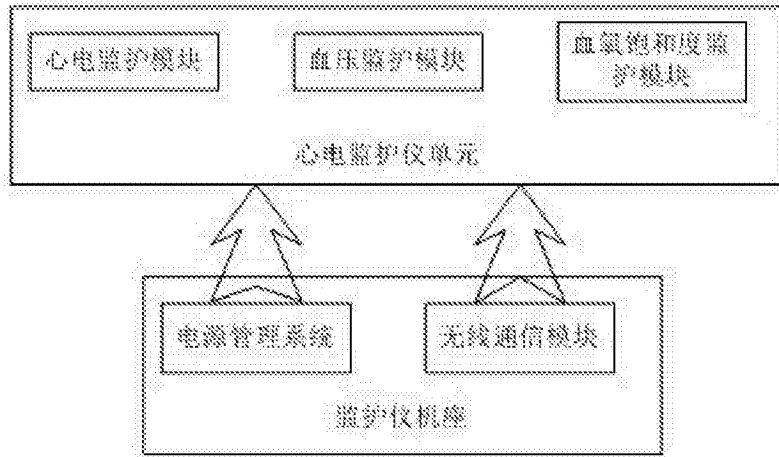 心电监护模块
血压监护模块
血氧饱和度监
护模块
心电监护仪单元
电源管理系统
无线通信模块
监护仪机座